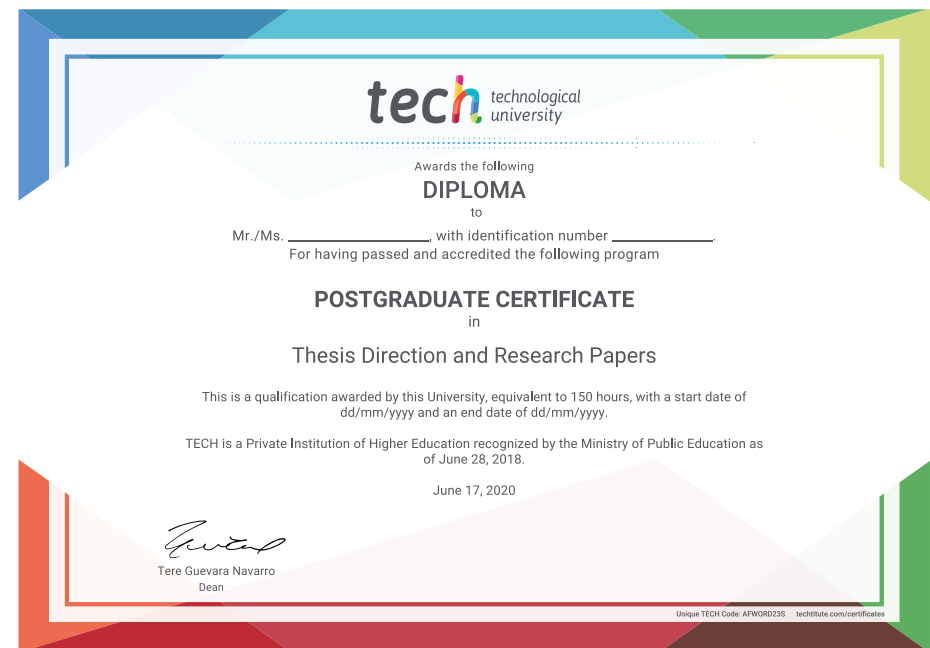 tech technological
university
Awards the following
DIPLOMA
to
Mr./Ms. ____________________, with identification number ______________.
For having passed and accredited the following program
POSTGRADUATE CERTIFICATE
in
Thesis Direction and Research Papers
This is a qualification awarded by this University, equivalent to 150 hours, with a start date of
dd/mm/yyyy and an end date of dd/mm/yyyy.
TECH is a Private Institution of Higher Education recognized by the Ministry of Public Education as
of June 28, 2018.
June 17, 2020
Tere Guevara Navarro
Dean
Unique TECH Code: AFWORD23S techtitute.com/certificates